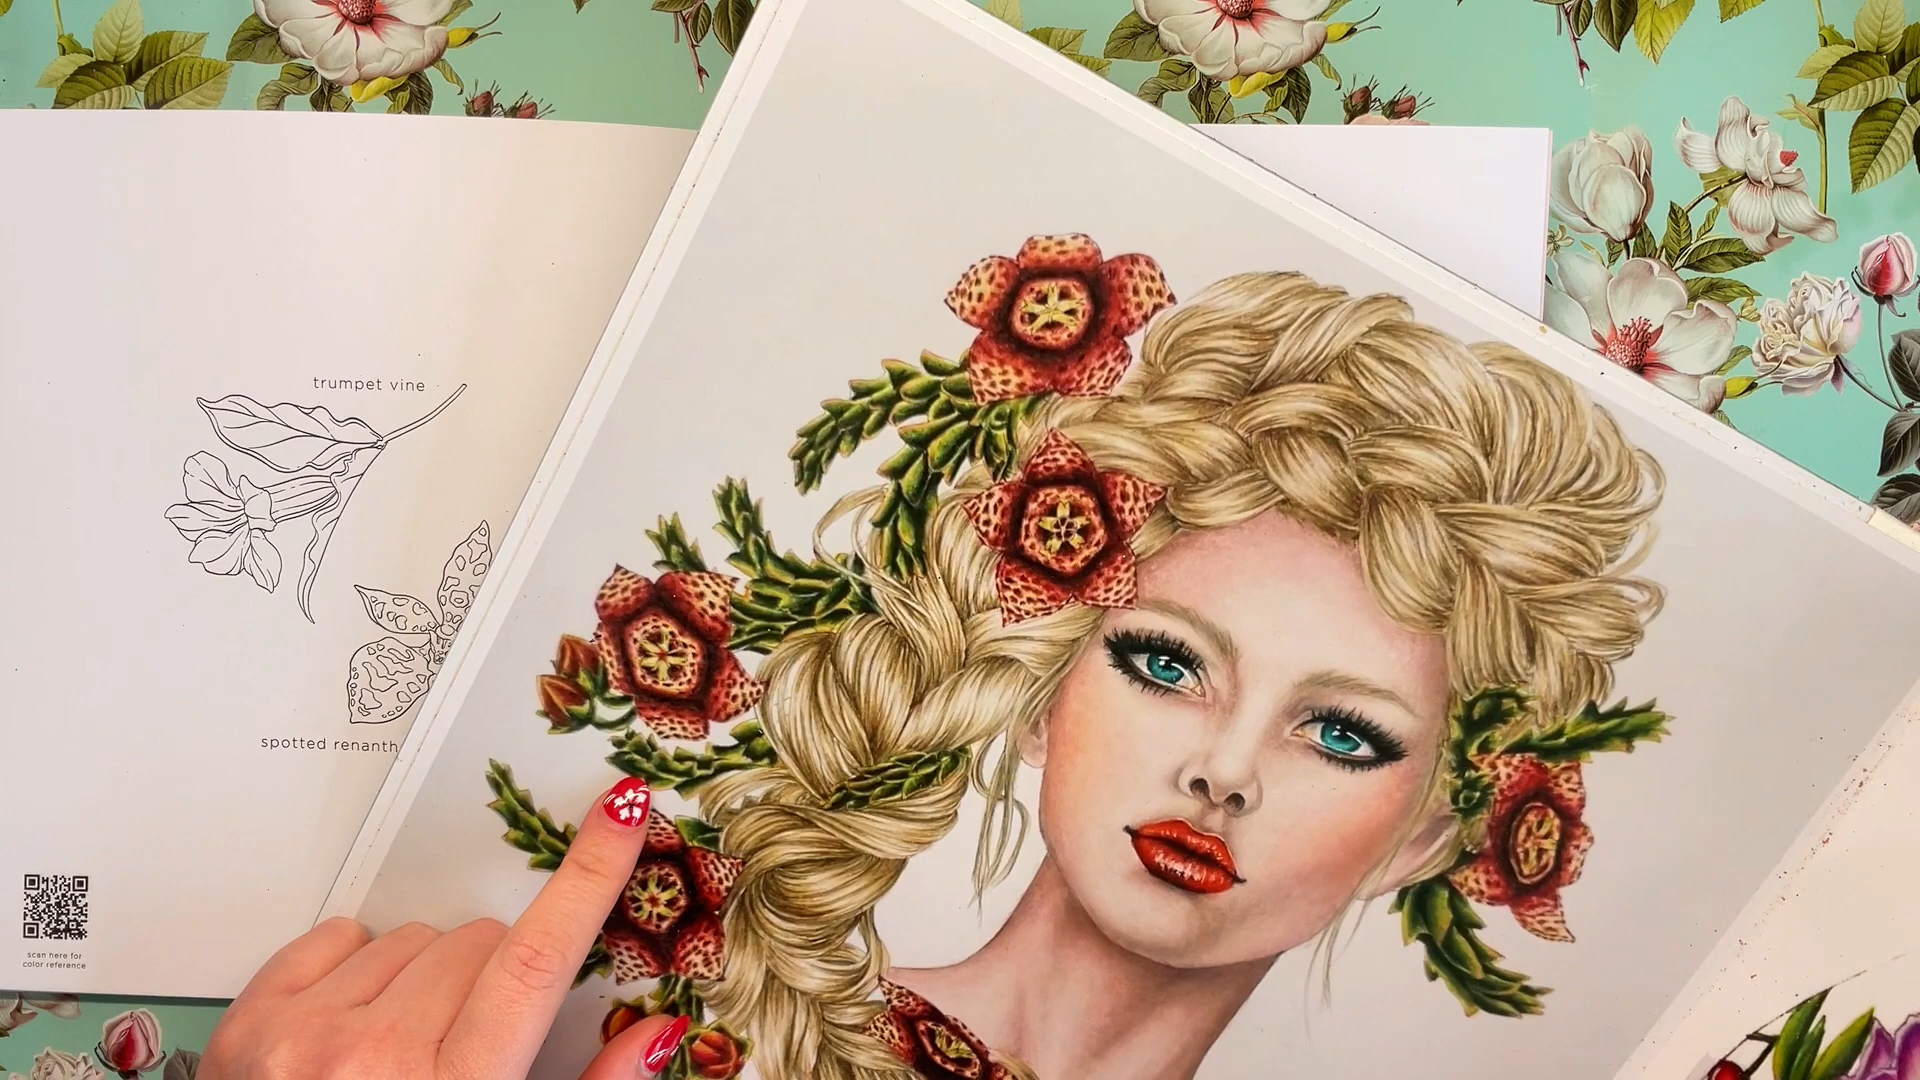 trumpet vine
spotted renanth
scan here for
color reference